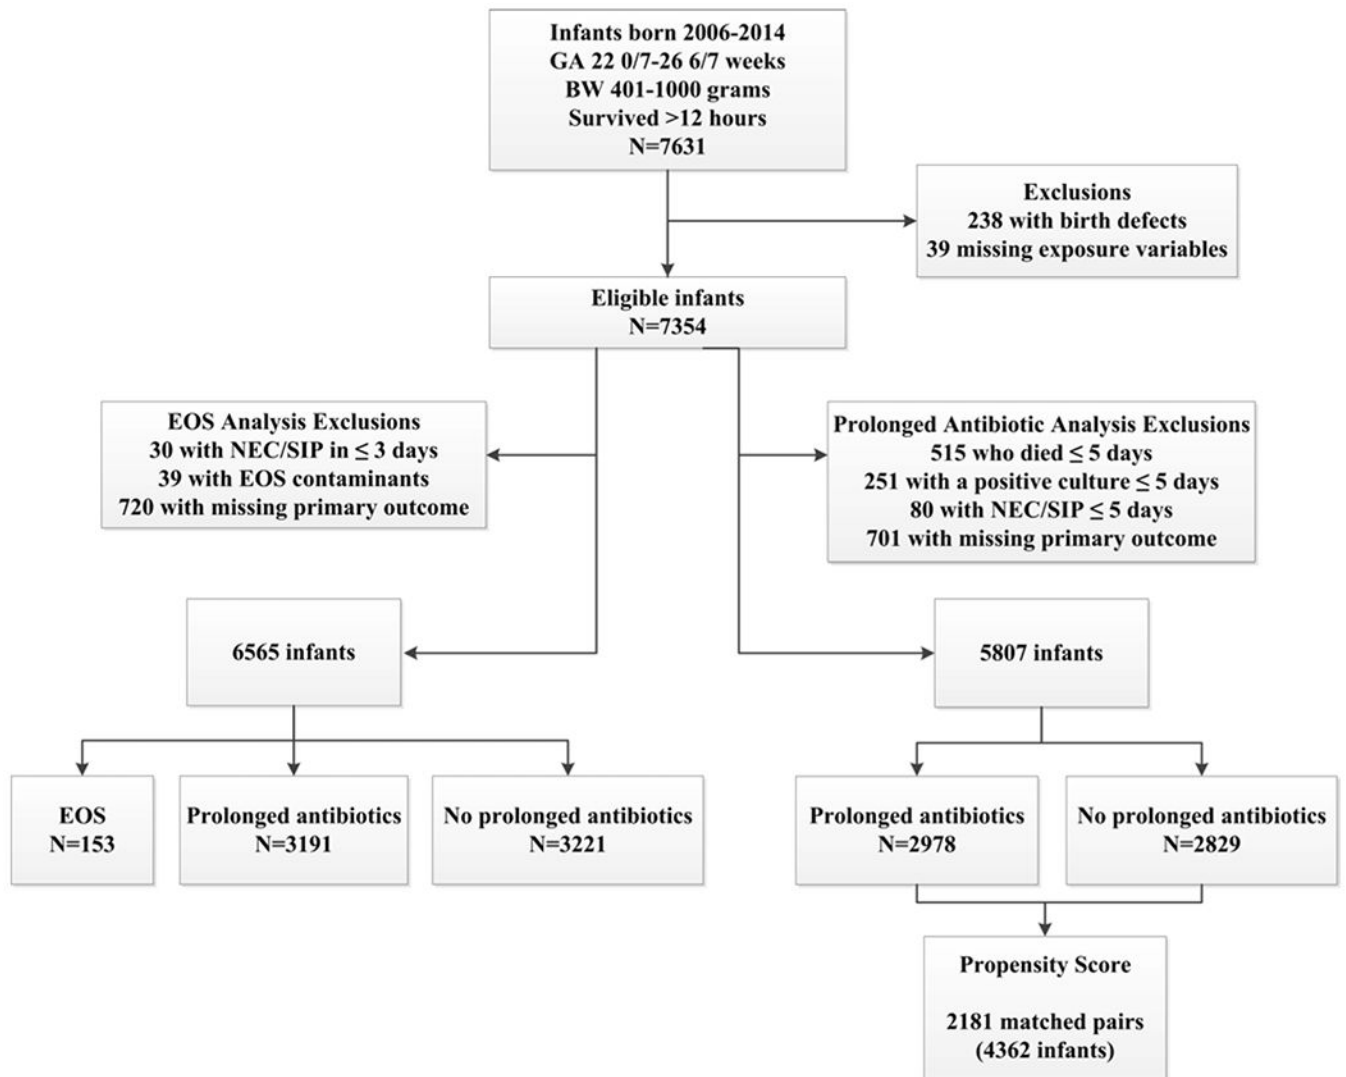 Infants born 2006-2014
GA 22 0/7-26 6/7 weeks
BW 401-1000 grams
Survived >12 hours
N=7631
Exclusions
238 with birth defects
39 missing exposure variables
Eligible infants
N=7354
EOS Analysis Exclusions
30 with NEC/SIP in ≤ 3 days
39 with EOS contaminants
720 with missing primary outcome
Prolonged Antibiotic Analysis Exclusions
515 who died ≤ 5 days
251 with a positive culture ≤ 5 days
80 with NEC/SIP ≤ 5 days
701 with missing primary outcome
6565 infants
5807 infants
EOS
N=153
Prolonged antibiotics
N=3191
No prolonged antibiotics
N=3221
Prolonged antibiotics
N=2978
No prolonged antibiotics
N=2829
Propensity Score
2181 matched pairs
(4362 infants)